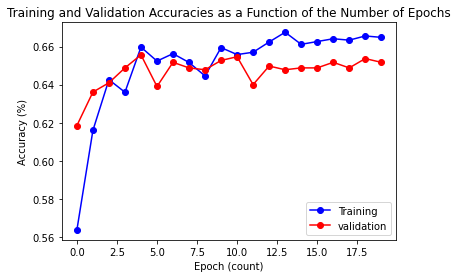 Training and Validation Accuracies as a Function of the Number of Epochs
Accuracy (%)
0.66
0.64
0.62
0.60
0.58
0.56
0.0 2.5 5.0 7.5 10.0 12.5 15.0 17.5
Epoch (count)
Training
validation